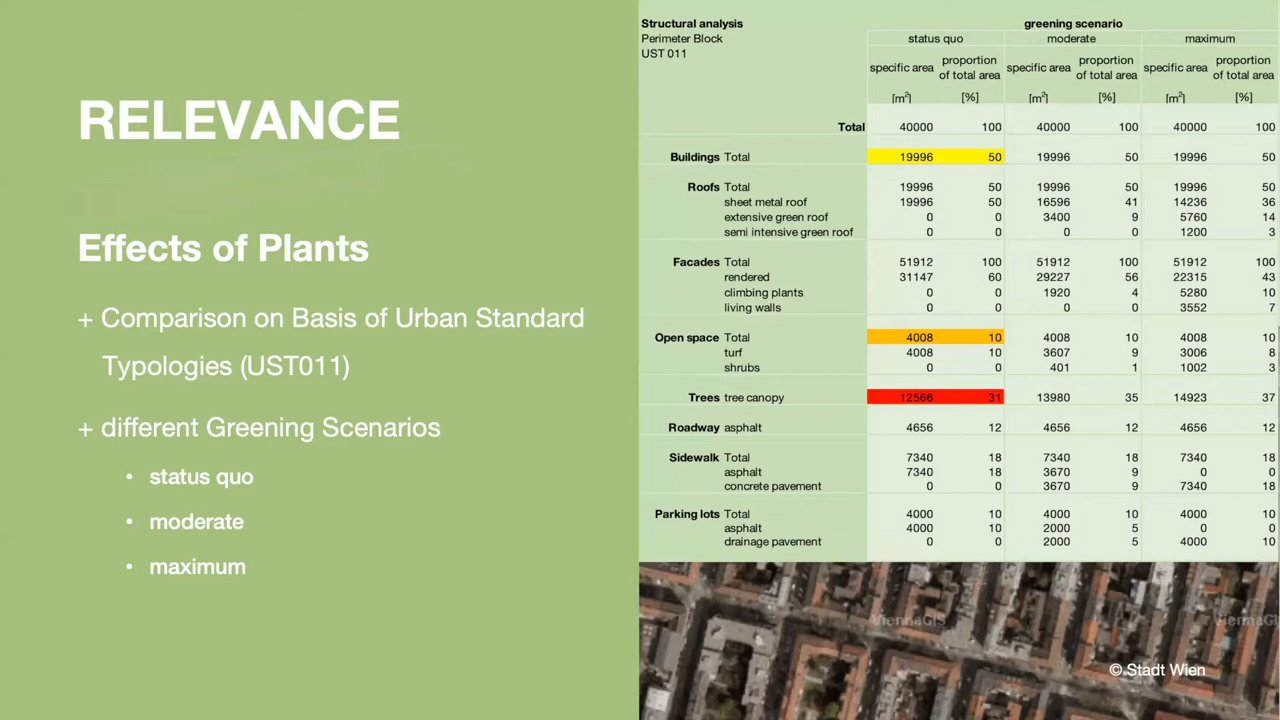 RELEVANCE
Effects of Plants
+ Comparison on Basis of Urban Standard
Typologies (UST011)
+ different Greening Scenarios
• status quo
• moderate
• maximum
Structural analysis greening scenario
Perimeter Block status quo moderate maximum
UST 011
specific area proportion of total area specific area proportion of total area specific area proportion of total area
[m²] [%] [m²] [%] [m²] [%]
Total 40000 100 40000 100 40000 100
Buildings Total 19996 50 19996 50 19996 50
Roofs Total 19996 50 19996 50 19996 50
sheet metal roof 19996 50 16596 41 14236 36
extensive green roof 0 0 3400 9 5760 14
semi intensive green roof 0 0 0 0 1200 3
Facades Total 51912 100 51912 100 51912 100
rendered 31147 60 29227 56 22315 43
climbing plants 0 0 1920 4 5280 10
living walls 0 0 0 0 3552 7
Open space Total 4008 10 4008 10 4008 10
turf 4008 10 3607 9 3006 8
shrubs 0 0 401 1 1002 3
Trees tree canopy 12566 31 13980 35 14923 37
Roadway asphalt 4656 12 4656 12 4656 12
Sidewalk Total 7340 18 7340 18 7340 18
asphalt 7340 18 3670 9 0 0
concrete pavement 0 0 3670 9 7340 18
Parking lots Total 4000 10 4000 10 4000 10
asphalt 4000 10 2000 5 0 0
drainage pavement 0 0 2000 5 4000 10
ViennaGIS ViennaGI
© Stadt Wien